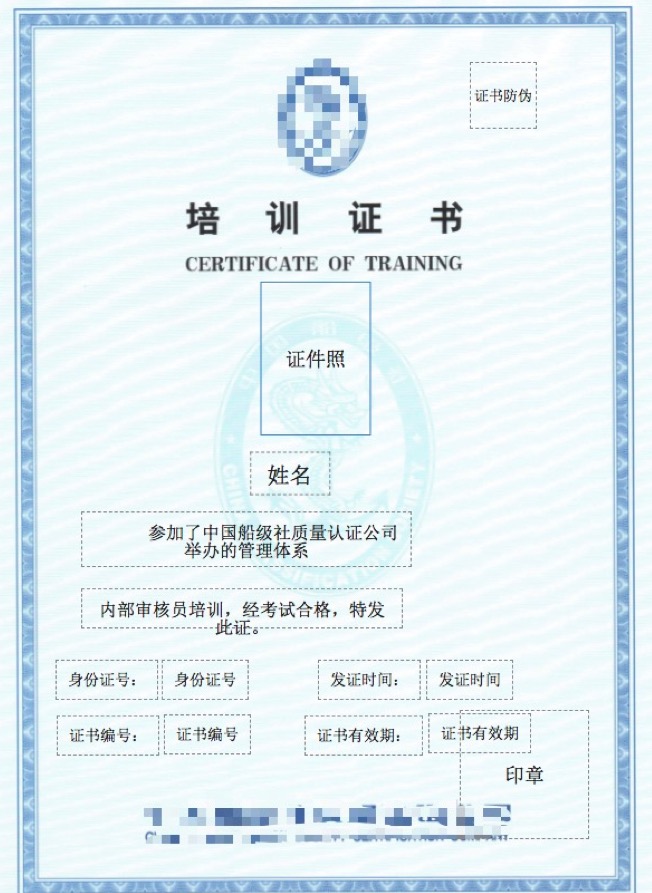 证书防伪
培 训 证 书
CERTIFICATE OF TRAINING
证件照
姓名
参加了中国船级社质量认证公司
举办的管理体系
内部审核员培训，经考试合格，特发
此证。
身份证号： 身份证号 发证时间： 发证时间
证书编号： 证书编号 证书有效期： 证书有效期
印章